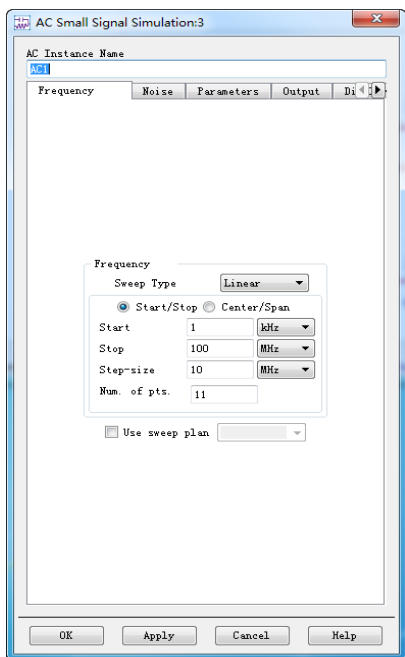 AC Small Signal Simulation:3
AC Instance Name
AC1
Frequency Noise Parameters Output Di
Frequency
Sweep Type Linear
Start/Stop Center/Span
Start 1 kHz
Stop 100 MHz
Step-size 10 MHz
Num. of pts. 11
Use sweep plan
OK Apply Cancel Help